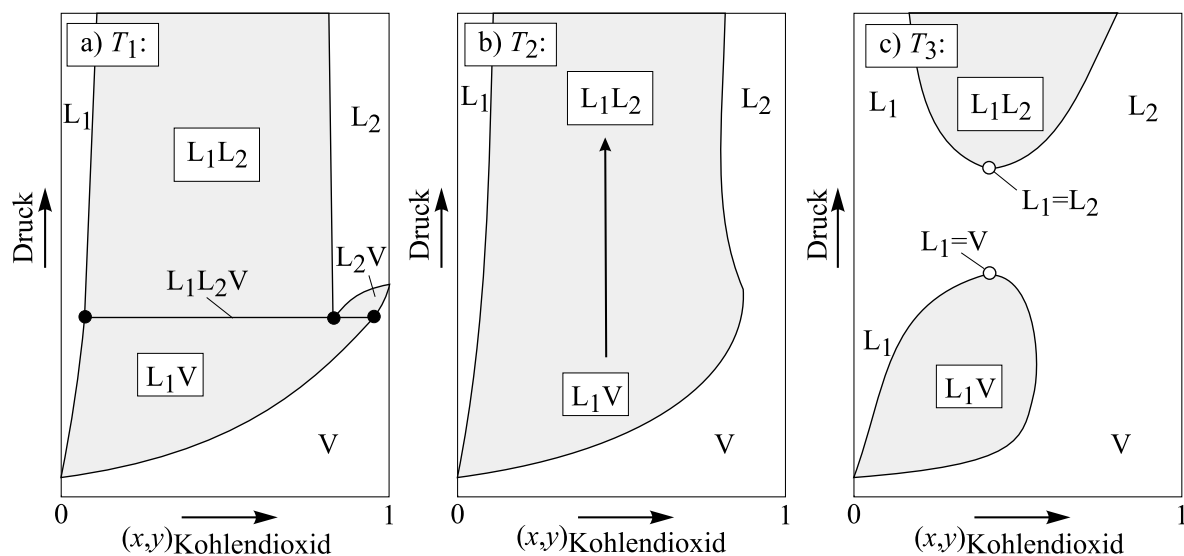 a) T₁:
L₁
L₂
L₁L₂
L₂V
L₁L₂V
L₁V
V
Druck
0
1
(x,y)Kohlendioxid
b) T₂:
L₁
L₁L₂
L₂
L₁V
V
Druck
0
1
(x,y)Kohlendioxid
c) T₃:
L₁
L₁L₂
L₂
L₁=L₂
L₁=V
L₁
L₁V
V
Druck
0
1